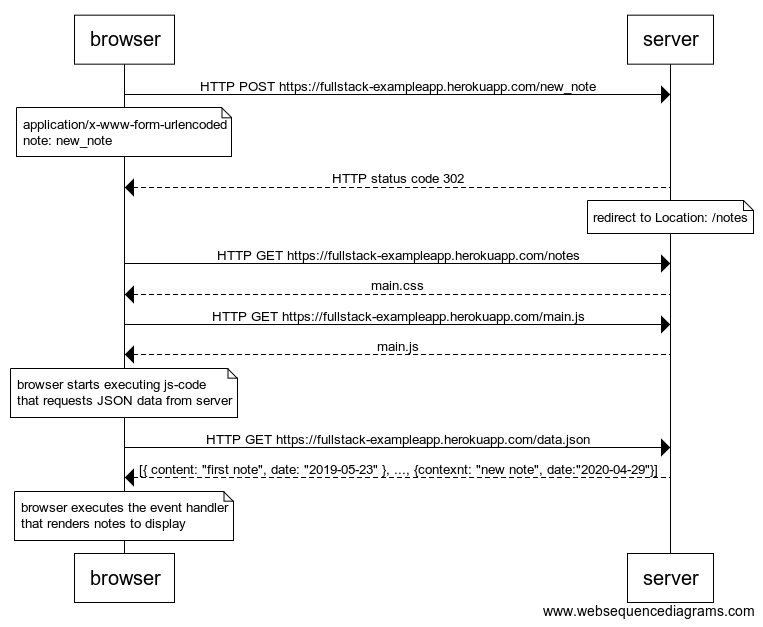 browser
server
HTTP POST https://fullstack-exampleapp.herokuapp.com/new_note
application/x-www-form-urlencoded
note: new_note
HTTP status code 302
redirect to Location: /notes
HTTP GET https://fullstack-exampleapp.herokuapp.com/notes
main.css
HTTP GET https://fullstack-exampleapp.herokuapp.com/main.js
main.js
browser starts executing js-code
that requests JSON data from server
HTTP GET https://fullstack-exampleapp.herokuapp.com/data.json
[{ content: "first note", date: "2019-05-23" }, ..., {contexnt: "new note", date:"2020-04-29"}]
browser executes the event handler
that renders notes to display
browser
server
www.websequencediagrams.com